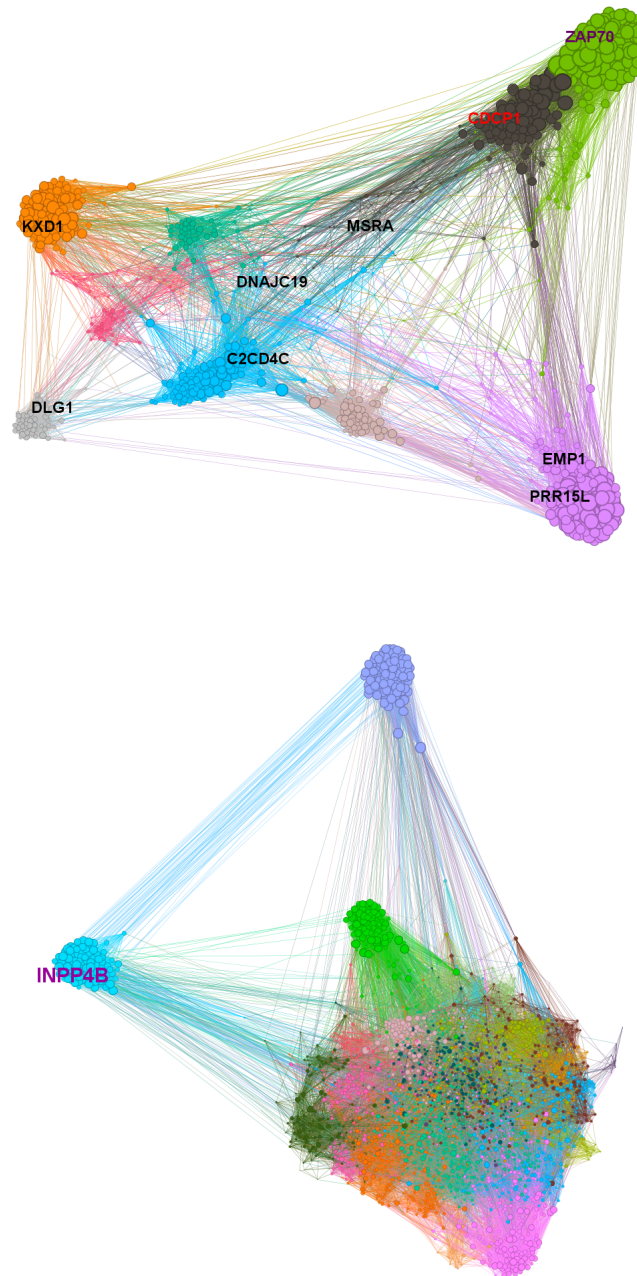 ZAP70
CDCP1
KXD1
MSRA
DNAJC19
C2CD4C
DLG1
EMP1
PRR15L
INPP4B